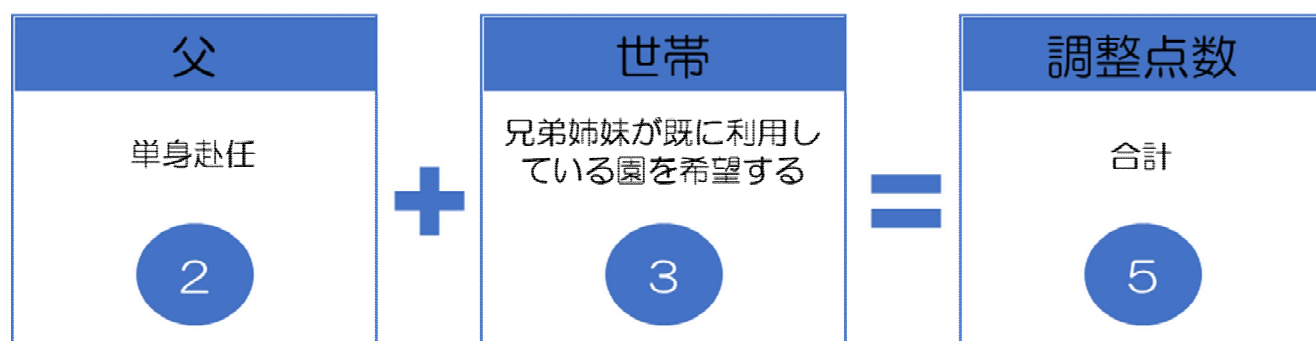 父
単身赴任
2
+
世帯
兄弟姉妹が既に利用し
ている園を希望する
3
=
調整点数
合計
5